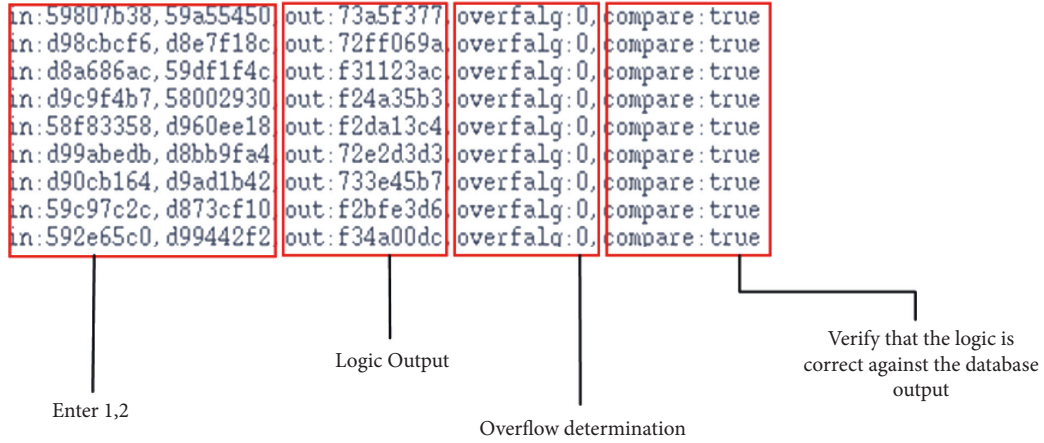 in:59807b38,59a55450,out:73a5f377,overfalg:0,compare:true
in:d98cbcf6,d8e7f18c,out:72ff069a,overfalg:0,compare:true
in:d8a686ac,59df1f4c,out:f31123ac,overfalg:0,compare:true
in:d9c9f4b7,58002930,out:f24a35b3,overfalg:0,compare:true
in:58f83358,d960ee18,out:f2da13c4,overfalg:0,compare:true
in:d99abedb,d8bb9fa4,out:72e2d3d3,overfalg:0,compare:true
in:d90cb164,d9ad1b42,out:733e45b7,overfalg:0,compare:true
in:59c97c2c,d873cf10,out:f2bfe3d6,overfalg:0,compare:true
in:592e65c0,d99442f2,out:f34a00dc,overfalg:0,compare:true
Verify that the logic is
correct against the database
output
Logic Output
Enter 1,2
Overflow determination